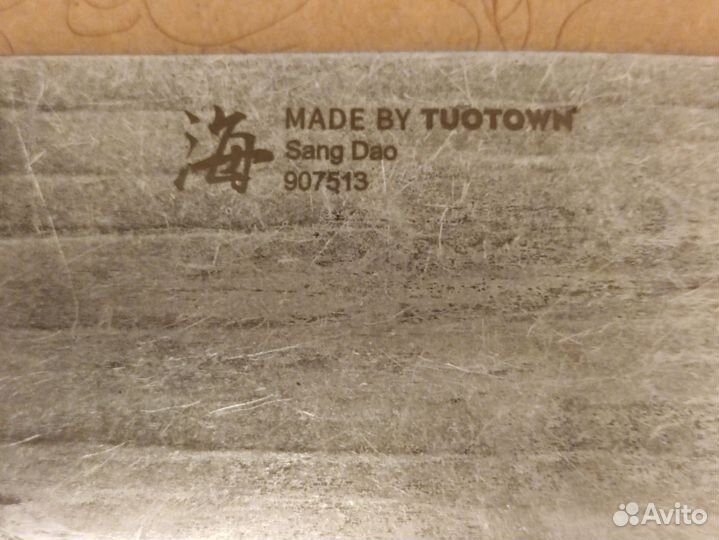 海
MADE BY TUOTOWN
Sang Dao
907513
Avito